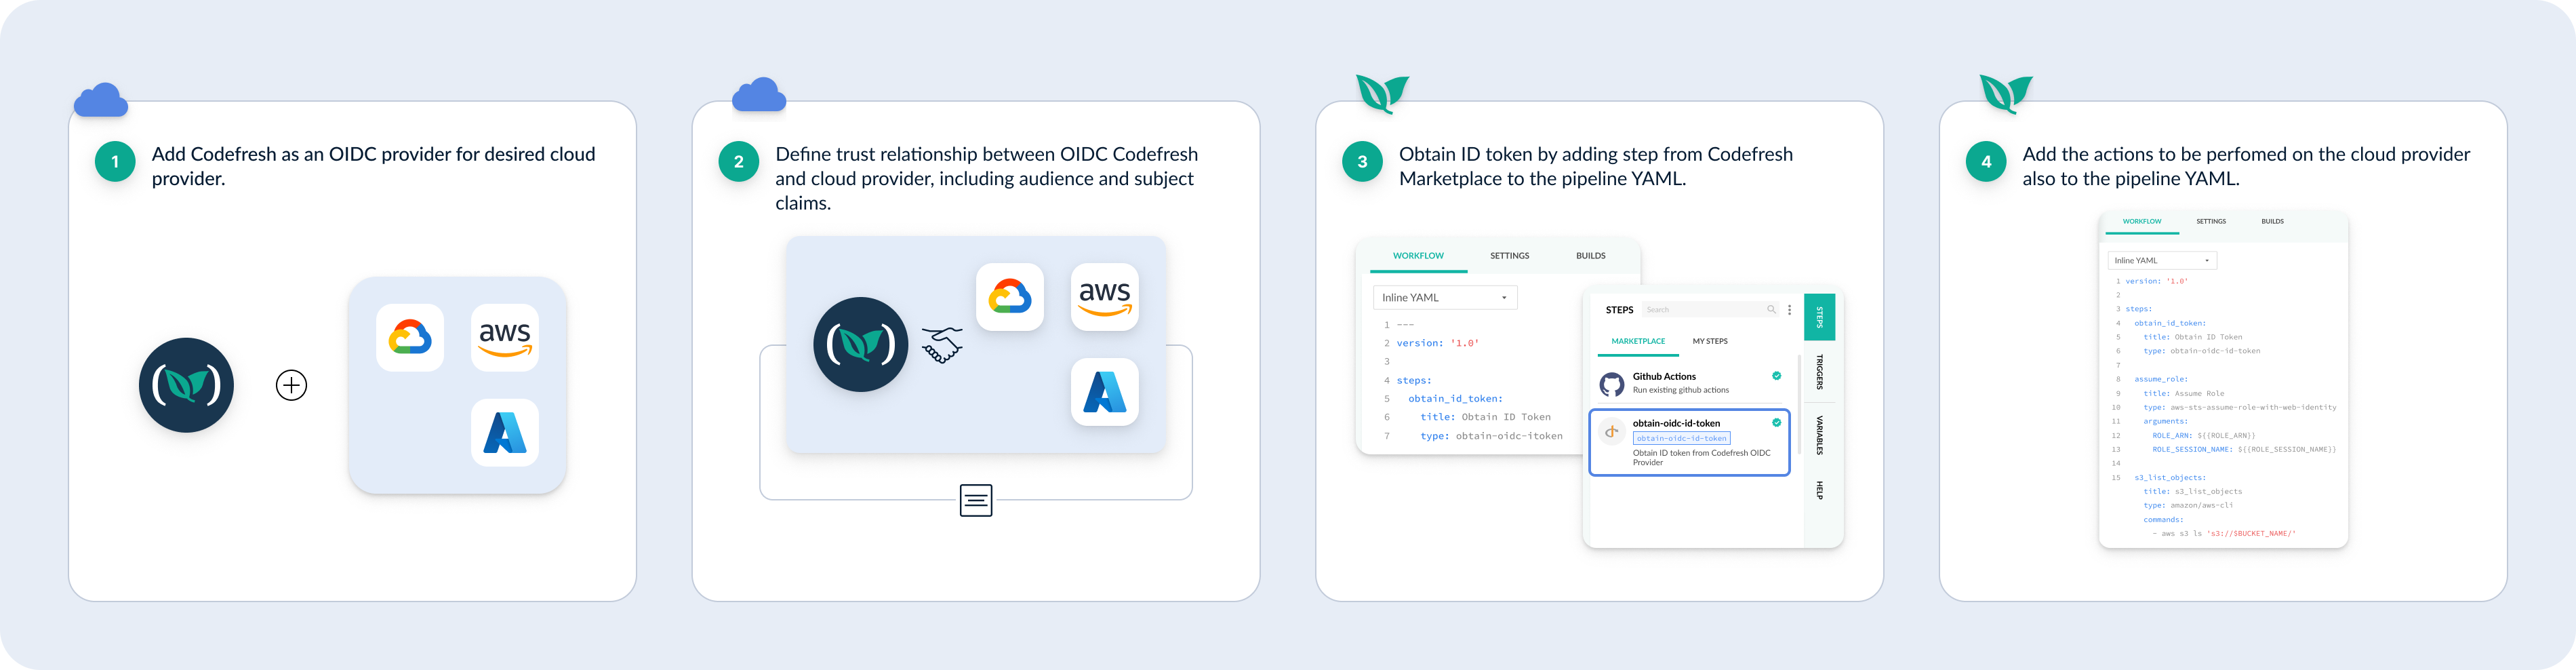 1
Add Codefresh as an OIDC provider for desired cloud
provider.
aws
2
Define trust relationship between OIDC Codefresh
and cloud provider, including audience and subject
claims.
aws
3
Obtain ID token by adding step from Codefresh
Marketplace to the pipeline YAML.
WORKFLOW SETTINGS BUILDS
Inline YAML
1 ---
2 version: '1.0'
3
4 steps:
5 obtain_id_token:
6 title: Obtain ID Token
7 type: obtain-oidc-itoken
STEPS Search
MARKETPLACE MY STEPS
Github Actions
Run existing github actions
obtain-oidc-id-token
obtain-oidc-id-token
Obtain ID token from Codefresh OIDC
Provider
STEPS
TRIGGERS
VARIABLES
HELP
4
Add the actions to be perfomed on the cloud provider
also to the pipeline YAML.
WORKFLOW SETTINGS BUILDS
Inline YAML
1 version: '1.0'
2
3 steps:
4 obtain_id_token:
5 title: Obtain ID Token
6 type: obtain-oidc-id-token
7
8 assume_role:
9 title: Assume Role
10 type: aws-sts-assume-role-with-web-identity
11 arguments:
12 ROLE_ARN: ${{ROLE_ARN}}
13 ROLE_SESSION_NAME: ${{ROLE_SESSION_NAME}}
14
15 s3_list_objects:
title: s3_list_objects
type: amazon/aws-cli
commands:
- aws s3 ls 's3://$BUCKET_NAME/'